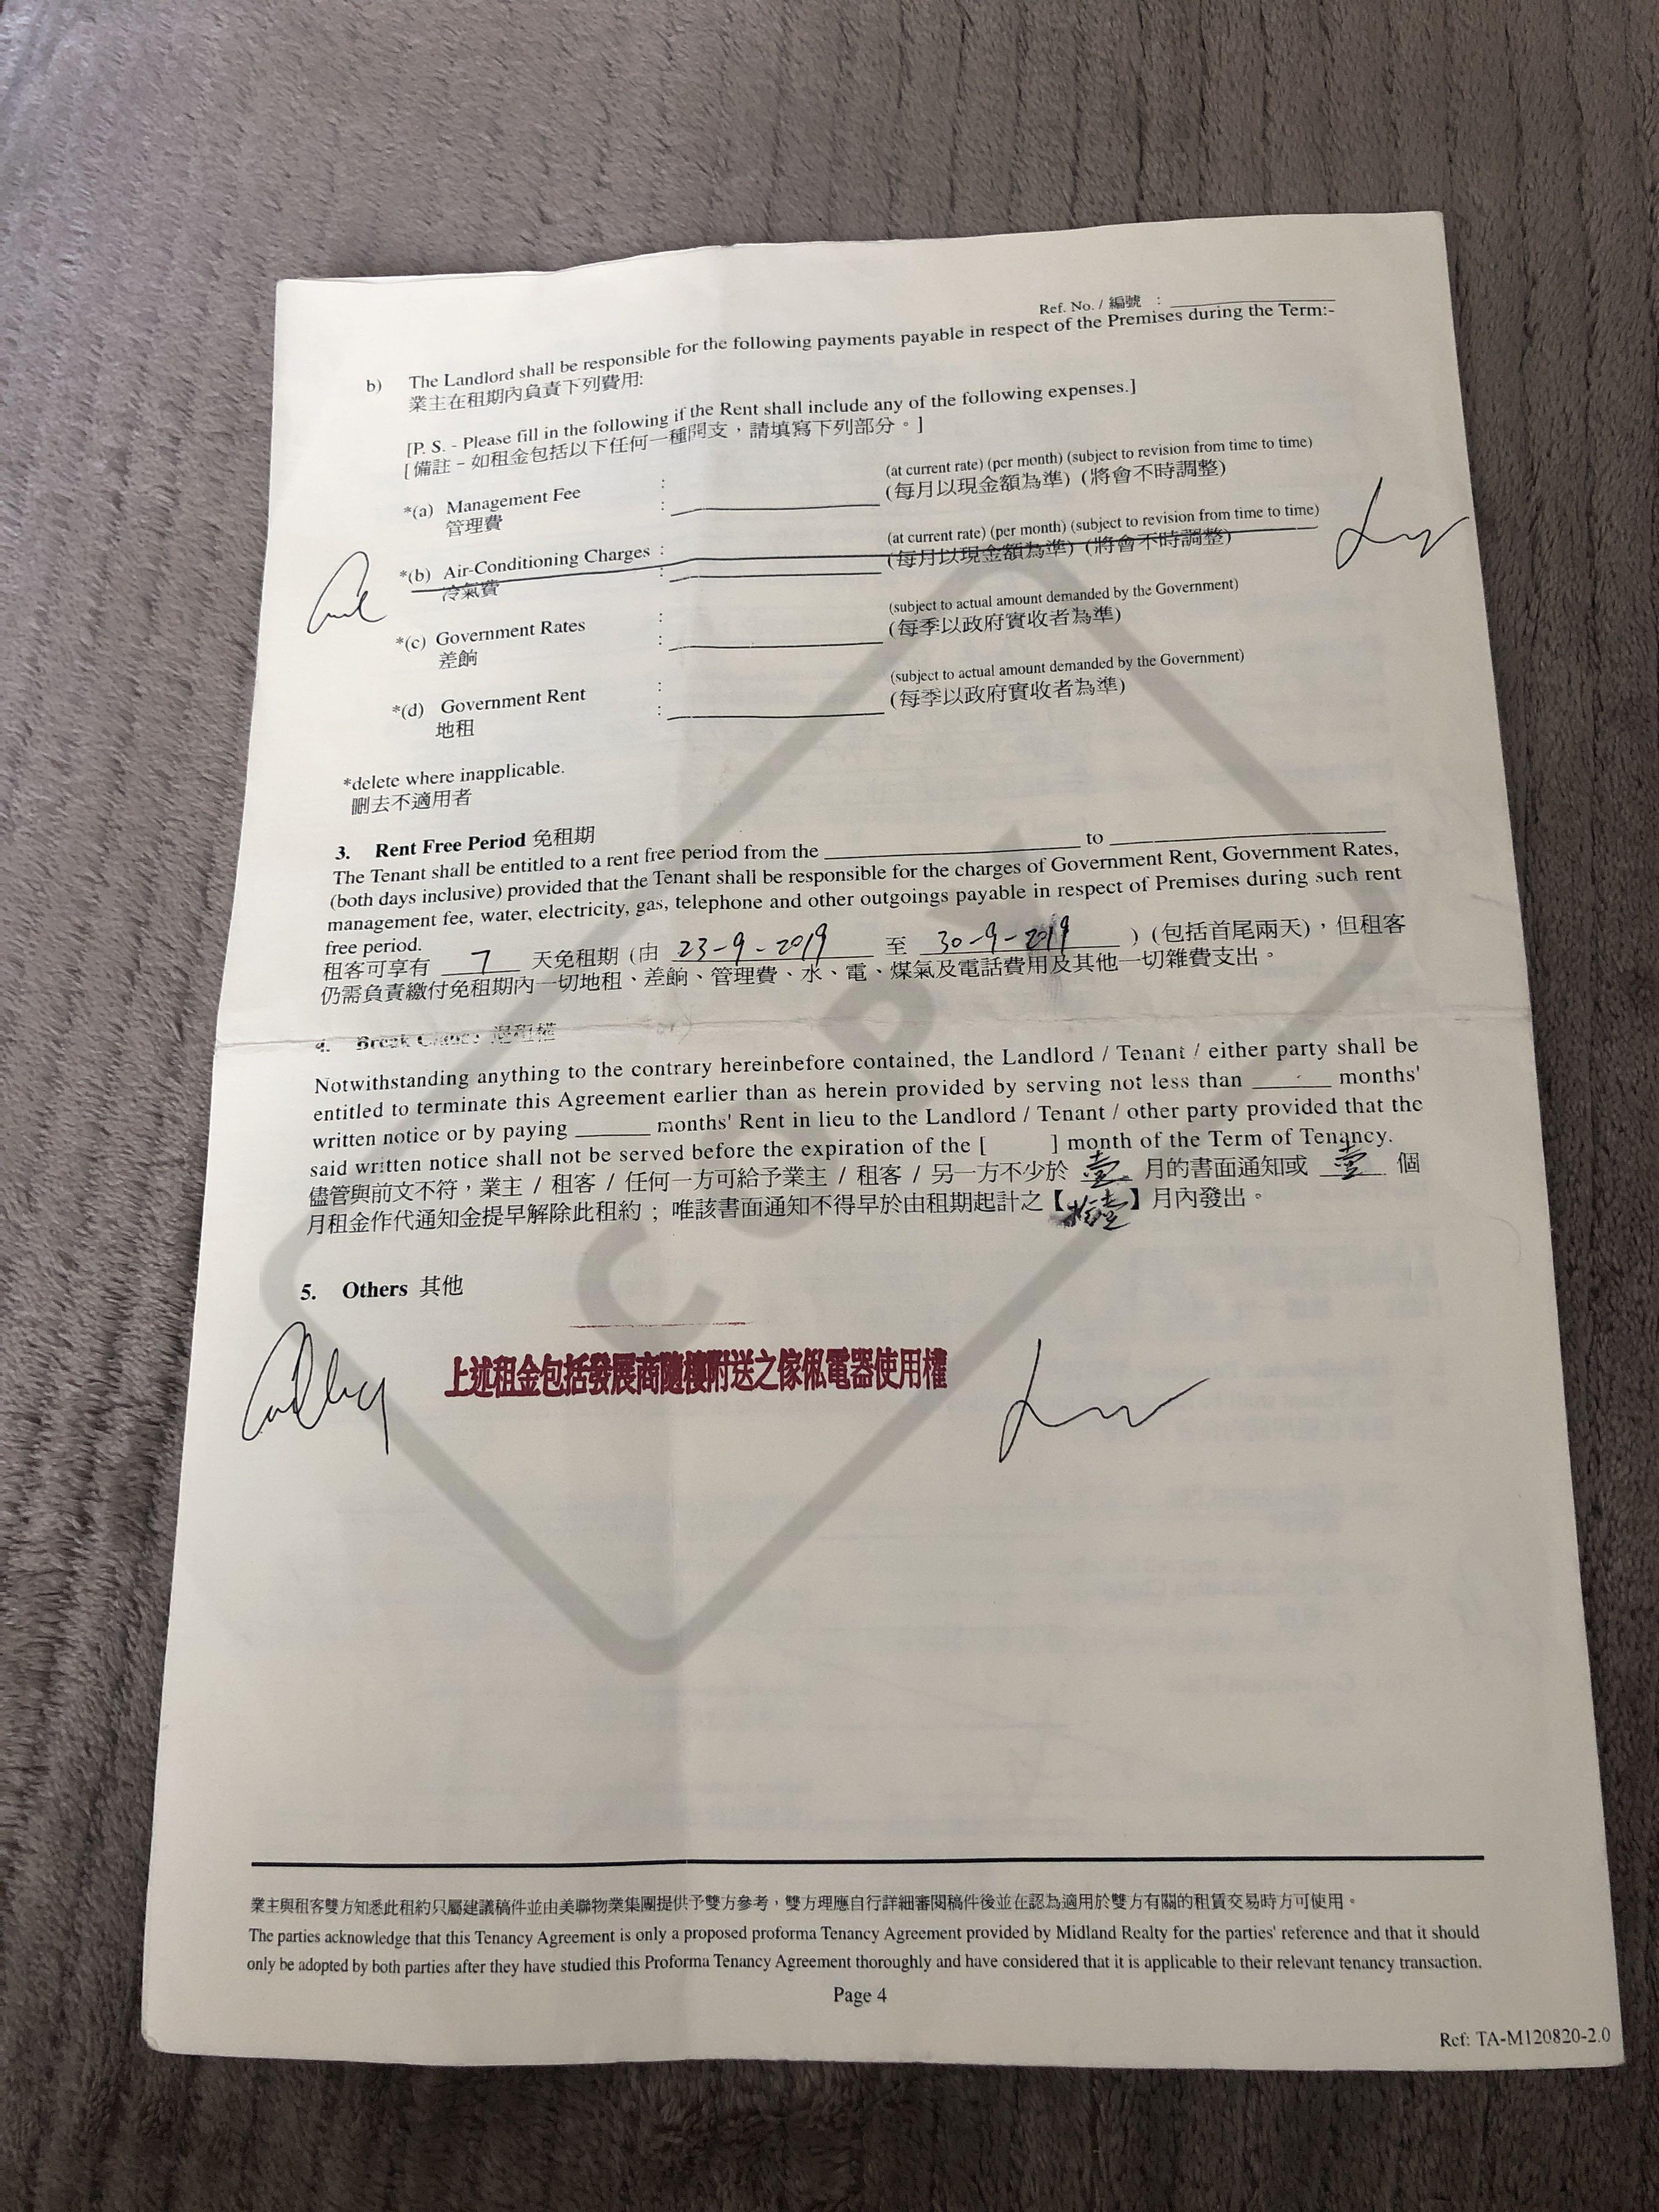 Ref. No. / 編號 :
b) The Landlord shall be responsible for the following payments payable in respect of the Premises during the Term:-
業主在租期內負責下列費用:
[P. S. - Please fill in the following if the Rent shall include any of the following expenses.]
[備註 - 如租金包括以下任何一種開支，請填寫下列部分。]
*(a) Management Fee : (at current rate) (per month) (subject to revision from time to time)
管理費 : (每月以現金額為準) (將會不時調整)
*(b) Air-Conditioning Charges : (at current rate) (per month) (subject to revision from time to time)
冷氣費 : (每月以現金額為準) (將會不時調整)
*(c) Government Rates : (subject to actual amount demanded by the Government)
差餉 : (每季以政府實收者為準)
*(d) Government Rent : (subject to actual amount demanded by the Government)
地租 : (每季以政府實收者為準)
*delete where inapplicable.
刪去不適用者
3. Rent Free Period 免租期
The Tenant shall be entitled to a rent free period from the ____ to ____
(both days inclusive) provided that the Tenant shall be responsible for the charges of Government Rent, Government Rates,
management fee, water, electricity, gas, telephone and other outgoings payable in respect of Premises during such rent
free period.
租客可享有 7 天免租期 (由 23-9-2019 至 30-9-2019 ) (包括首尾兩天)，但租客
仍需負責繳付免租期內一切地租、差餉、管理費、水、電、煤氣及電話費用及其他一切雜費支出。
4. Break Clause 退租權
Notwithstanding anything to the contrary hereinbefore contained, the Landlord / Tenant / either party shall be
entitled to terminate this Agreement earlier than as herein provided by serving not less than ____ months'
written notice or by paying ____ months' Rent in lieu to the Landlord / Tenant / other party provided that the
said written notice shall not be served before the expiration of the [ ] month of the Term of Tenancy.
儘管與前文不符，業主 / 租客 / 任何一方可給予業主 / 租客 / 另一方不少於 壹 月的書面通知或 壹 個
月租金作代通知金提早解除此租約；唯該書面通知不得早於由租期起計之【拾壹】月內發出。
5. Others 其他
上述租金包括發展商隨樓附送之傢俬電器使用權
COPY
業主與租客雙方知悉此租約只屬建議稿件並由美聯物業集團提供予雙方參考，雙方理應自行詳細審閱稿件後並在認為適用於雙方有關的租賃交易時方可使用。
The parties acknowledge that this Tenancy Agreement is only a proposed proforma Tenancy Agreement provided by Midland Realty for the parties' reference and that it should
only be adopted by both parties after they have studied this Proforma Tenancy Agreement thoroughly and have considered that it is applicable to their relevant tenancy transaction.
Page 4
Ref: TA-M120820-2.0